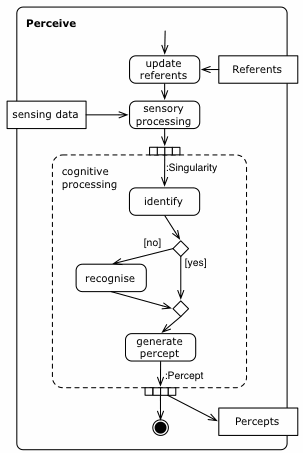 Perceive
update
referents
Referents
sensing data
sensory
processing
:Singularity
cognitive
processing
identify
[no]
[yes]
recognise
generate
percept
:Percept
Percepts